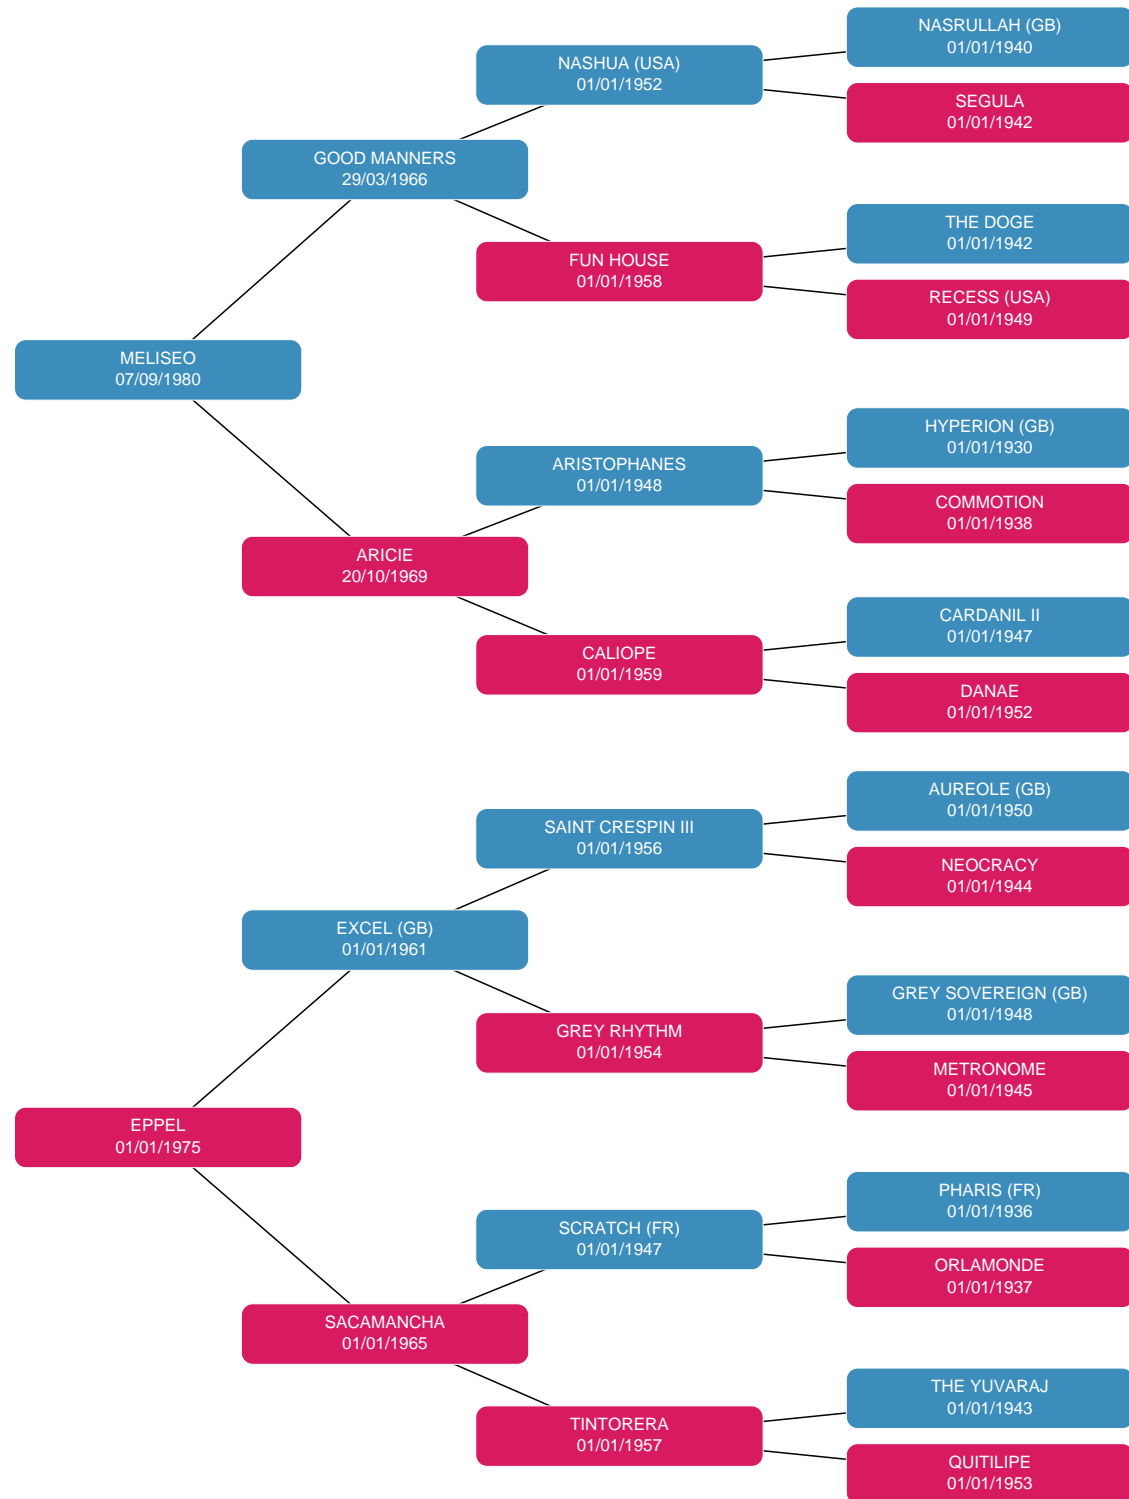 NASRULLAH (GB)
01/01/1940
NASHUA (USA)
01/01/1952
SEGULA
01/01/1942
GOOD MANNERS
29/03/1966
THE DOGE
01/01/1942
FUN HOUSE
01/01/1958
RECESS (USA)
01/01/1949
MELISEO
07/09/1980
HYPERION (GB)
01/01/1930
ARISTOPHANES
01/01/1948
COMMOTION
01/01/1938
ARICIE
20/10/1969
CARDANIL II
01/01/1947
CALIOPE
01/01/1959
DANAE
01/01/1952
AUREOLE (GB)
01/01/1950
SAINT CRESPIN III
01/01/1956
NEOCRACY
01/01/1944
EXCEL (GB)
01/01/1961
GREY SOVEREIGN (GB)
01/01/1948
GREY RHYTHM
01/01/1954
METRONOME
01/01/1945
EPPEL
01/01/1975
PHARIS (FR)
01/01/1936
SCRATCH (FR)
01/01/1947
ORLAMONDE
01/01/1937
SACAMANCHA
01/01/1965
THE YUVARAJ
01/01/1943
TINTORERA
01/01/1957
QUITILIPE
01/01/1953